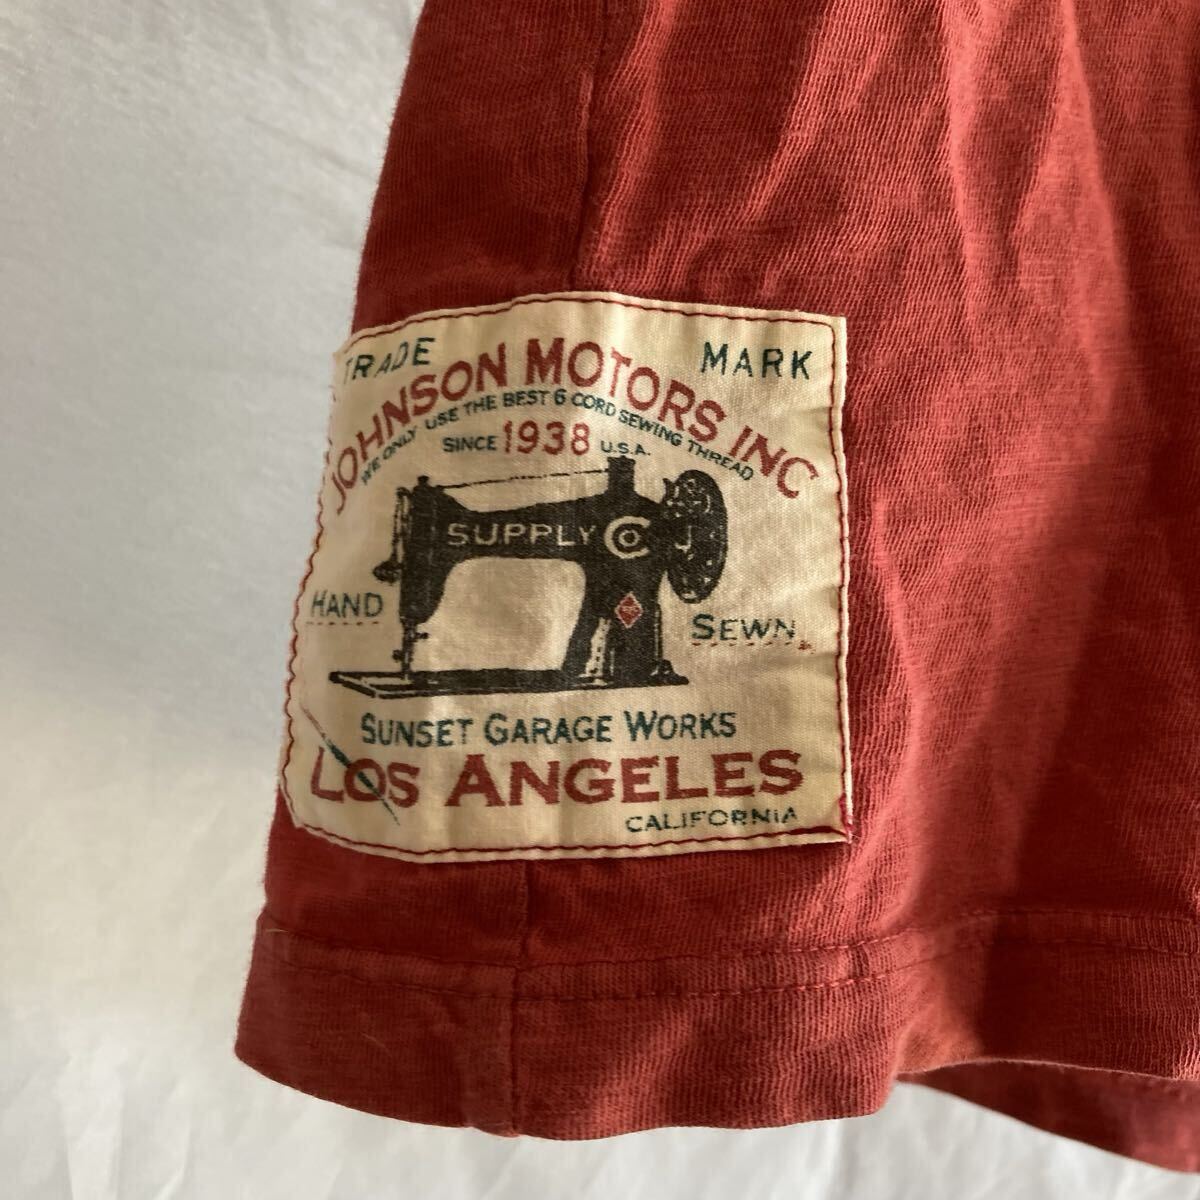 TRADE MARK
JOHNSON MOTORS INC
WE ONLY USE THE BEST 6 CORD SEWING THREAD
SINCE 1938 U.S.A.
SUPPLY Co J
HAND SEWN
SUNSET GARAGE WORKS
LOS ANGELES
CALIFORNIA